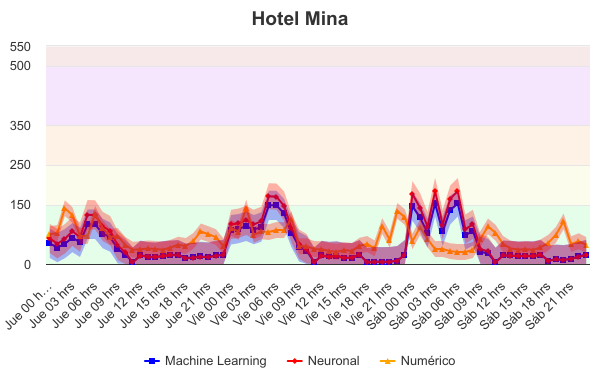 Hotel Mina
550
500
350
250
150
0
Jue 00 h...
Jue 03 hrs
Jue 06 hrs
Jue 09 hrs
Jue 12 hrs
Jue 15 hrs
Jue 18 hrs
Jue 21 hrs
Vie 00 hrs
Vie 03 hrs
Vie 06 hrs
Vie 09 hrs
Vie 12 hrs
Vie 15 hrs
Vie 18 hrs
Vie 21 hrs
Sáb 00 hrs
Sáb 03 hrs
Sáb 06 hrs
Sáb 09 hrs
Sáb 12 hrs
Sáb 15 hrs
Sáb 18 hrs
Sáb 21 hrs
Machine Learning Neuronal Numérico